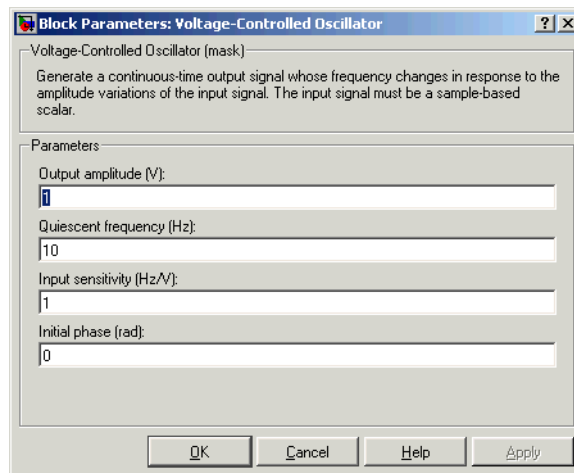 Block Parameters: Voltage-Controlled Oscillator
Voltage-Controlled Oscillator (mask)
Generate a continuous-time output signal whose frequency changes in response to the
amplitude variations of the input signal. The input signal must be a sample-based
scalar.
Parameters
Output amplitude (V):
1
Quiescent frequency (Hz):
10
Input sensitivity (Hz/V):
1
Initial phase (rad):
0
OK Cancel Help Apply